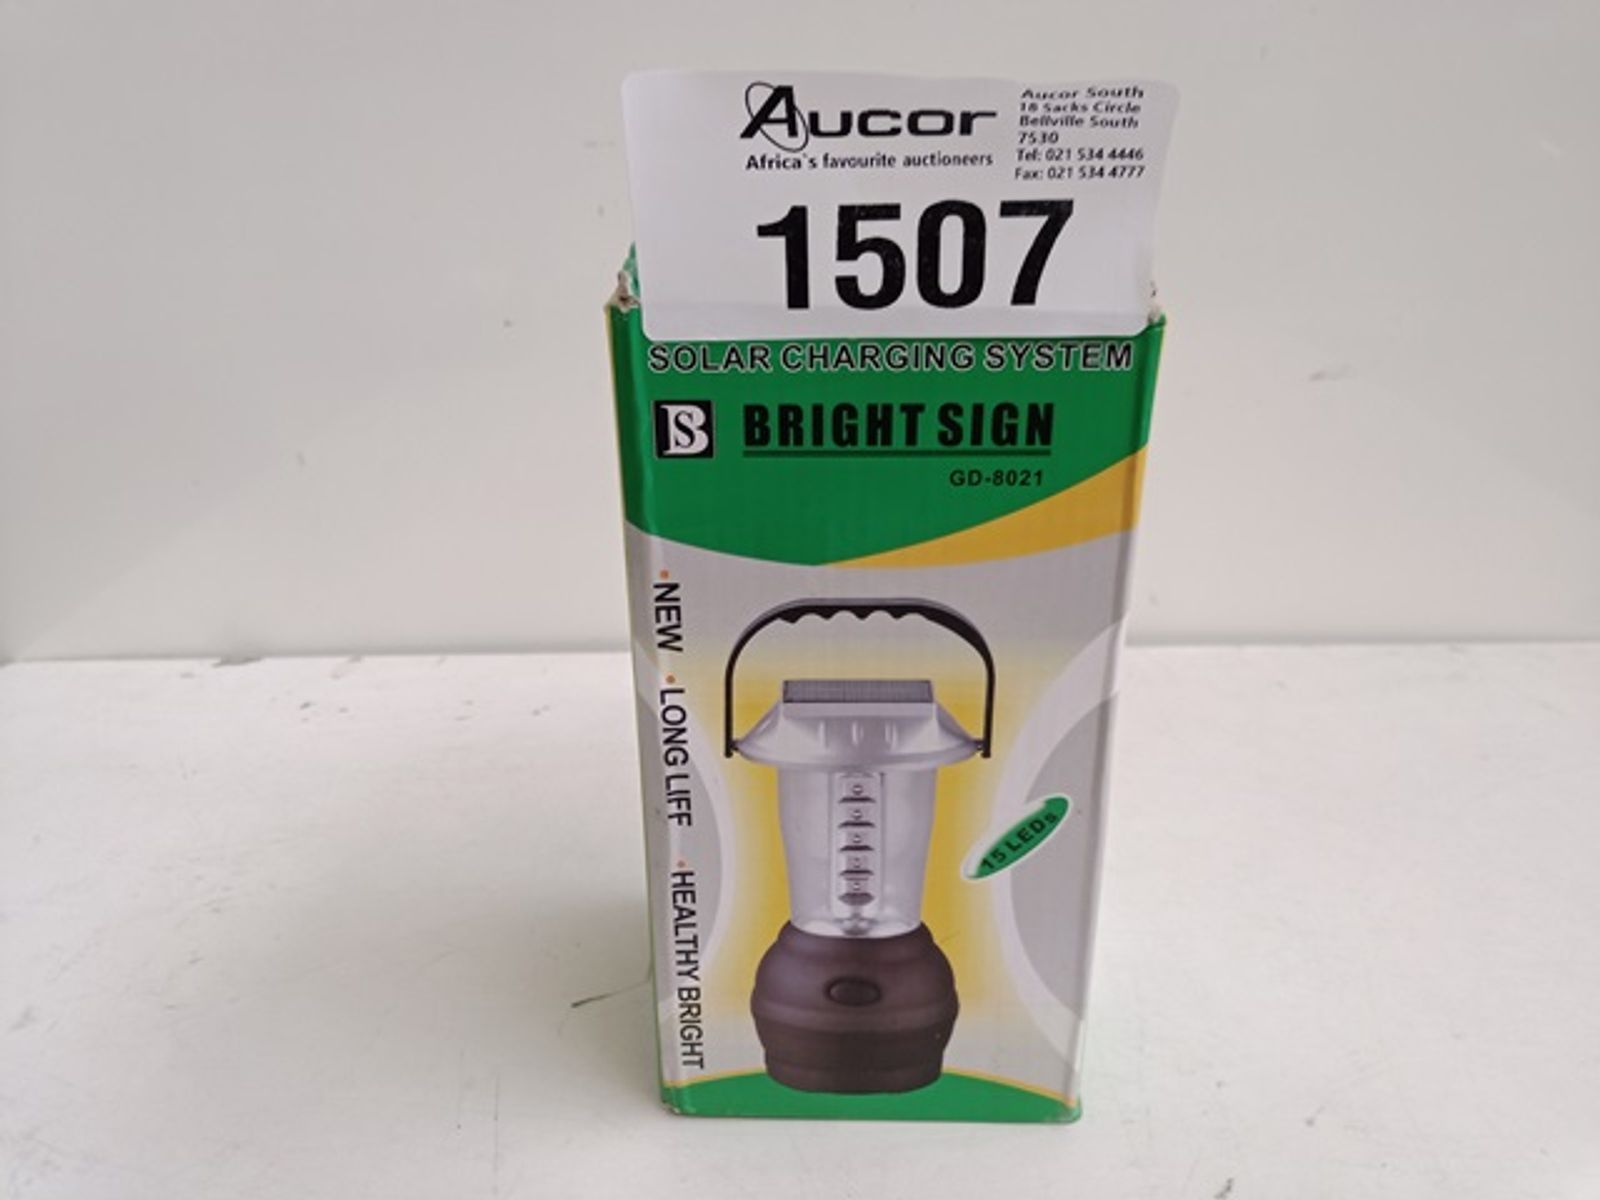 Aucor
Africa's favourite auctioneers
Aucor South
18 Sacks Circle
Bellville South
7530
Tel: 021 534 4446
Fax: 021 534 4777
1507
SOLAR CHARGING SYSTEM
BS
BRIGHT SIGN
GD-8021
•NEW •LONG LIFF •HEALTHY BRIGHT
15 LEDs